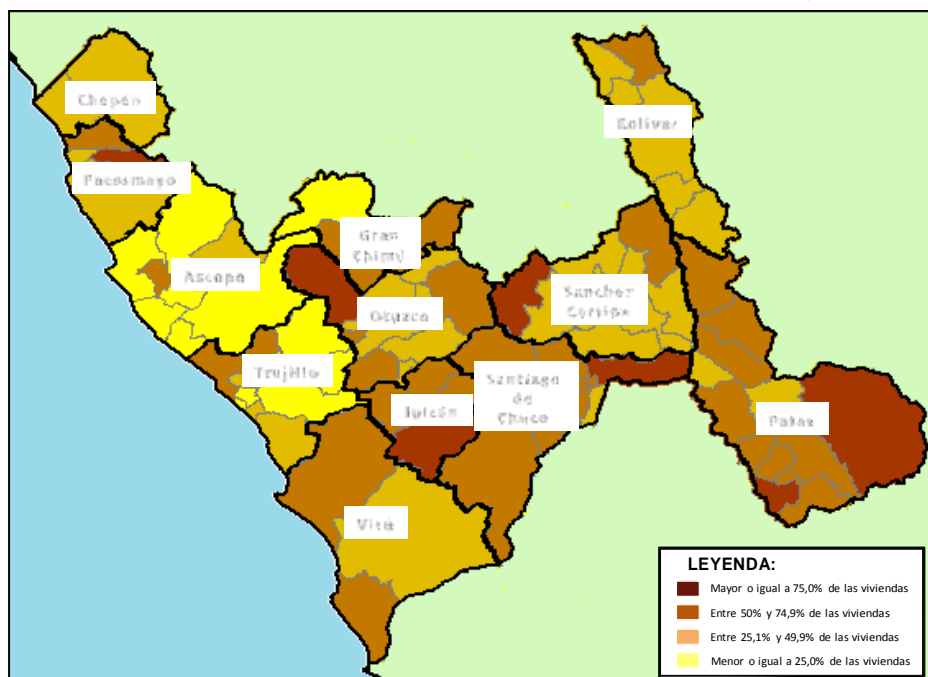 Chepén
Bolívar
Pacasmayo
Gran
Chimú
Ascope
Sánchez
Carrión
Otuzco
Trujillo
Santiago
de
Chuco
Julcán
Pataz
Virú
LEYENDA:
Mayor o igual a 75,0% de las viviendas
Entre 50% y 74,9% de las viviendas
Entre 25,1% y 49,9% de las viviendas
Menor o igual a 25,0% de las viviendas